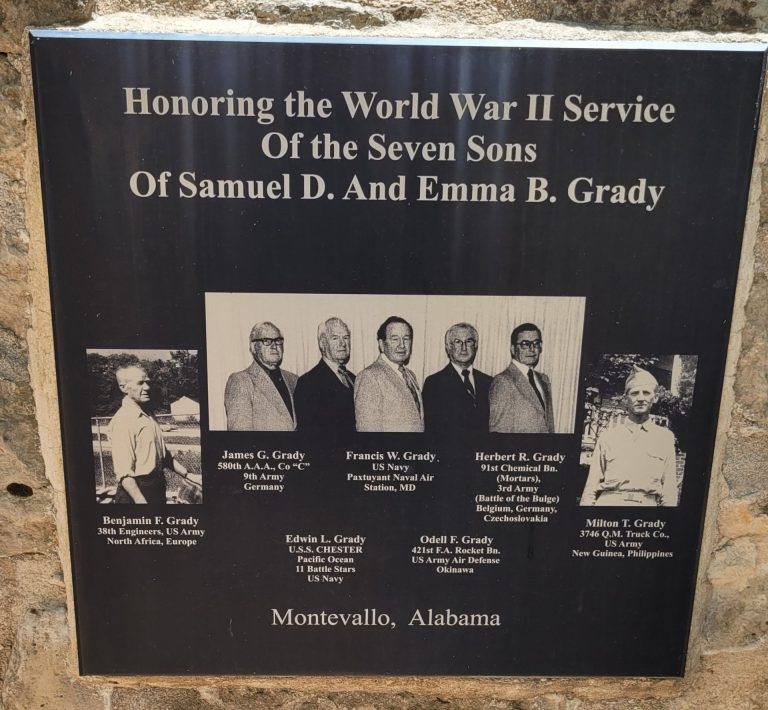 Honoring the World War II Service
Of the Seven Sons
Of Samuel D. And Emma B. Grady
James G. Grady
580th A.A.A., Co “C”
9th Army
Germany
Francis W. Grady
US Navy
Paxtuyant Naval Air
Station, MD
Herbert R. Grady
91st Chemical Bn.
(Mortars),
3rd Army
(Battle of the Bulge)
Belgium, Germany,
Czechoslovakia
Benjamin F. Grady
38th Engineers, US Army
North Africa, Europe
Milton T. Grady
3746 Q.M. Truck Co.,
US Army
New Guinea, Philippines
Edwin L. Grady
U.S.S. CHESTER
Pacific Ocean
11 Battle Stars
US Navy
Odell F. Grady
421st F.A. Rocket Bn.
US Army Air Defense
Okinawa
Montevallo, Alabama